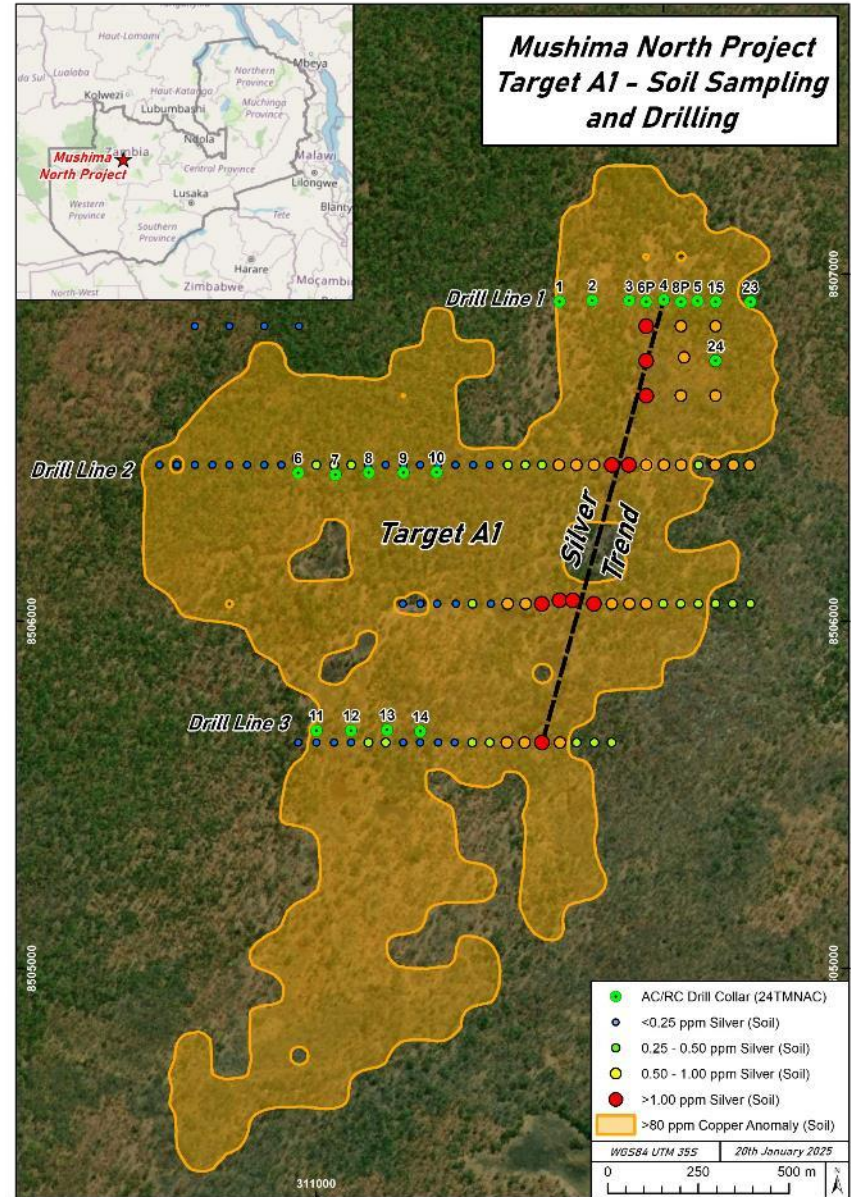 Mushima North Project
Target A1 - Soil Sampling
and Drilling
Haut-Lomami
Mbeya
Lualaba
Haut-Katanga
Northern
Province
Kolwezi
Lubumbashi
Muchinga
Province
Ndola
Zambia
Malawi
Mushima
North Project
Central Province
Lilongwe
Lusaka
Western
Province
Tete
Blanty
Southern
Province
Harare
Moçambic
North-West
Zimbabwe
8507000
Drill Line 1
1
2
3
6P
4
8P
5
15
23
24
Drill Line 2
6
7
8
9
10
Target A1
Silver
Trend
8506000
8506000
Drill Line 3
11
12
13
14
8505000
311000
AC/RC Drill Collar (24TMNAC)
<0.25 ppm Silver (Soil)
0.25 - 0.50 ppm Silver (Soil)
0.50 - 1.00 ppm Silver (Soil)
>1.00 ppm Silver (Soil)
>80 ppm Copper Anomaly (Soil)
WGS84 UTM 35S
20th January 2025
0 250 500 m
N